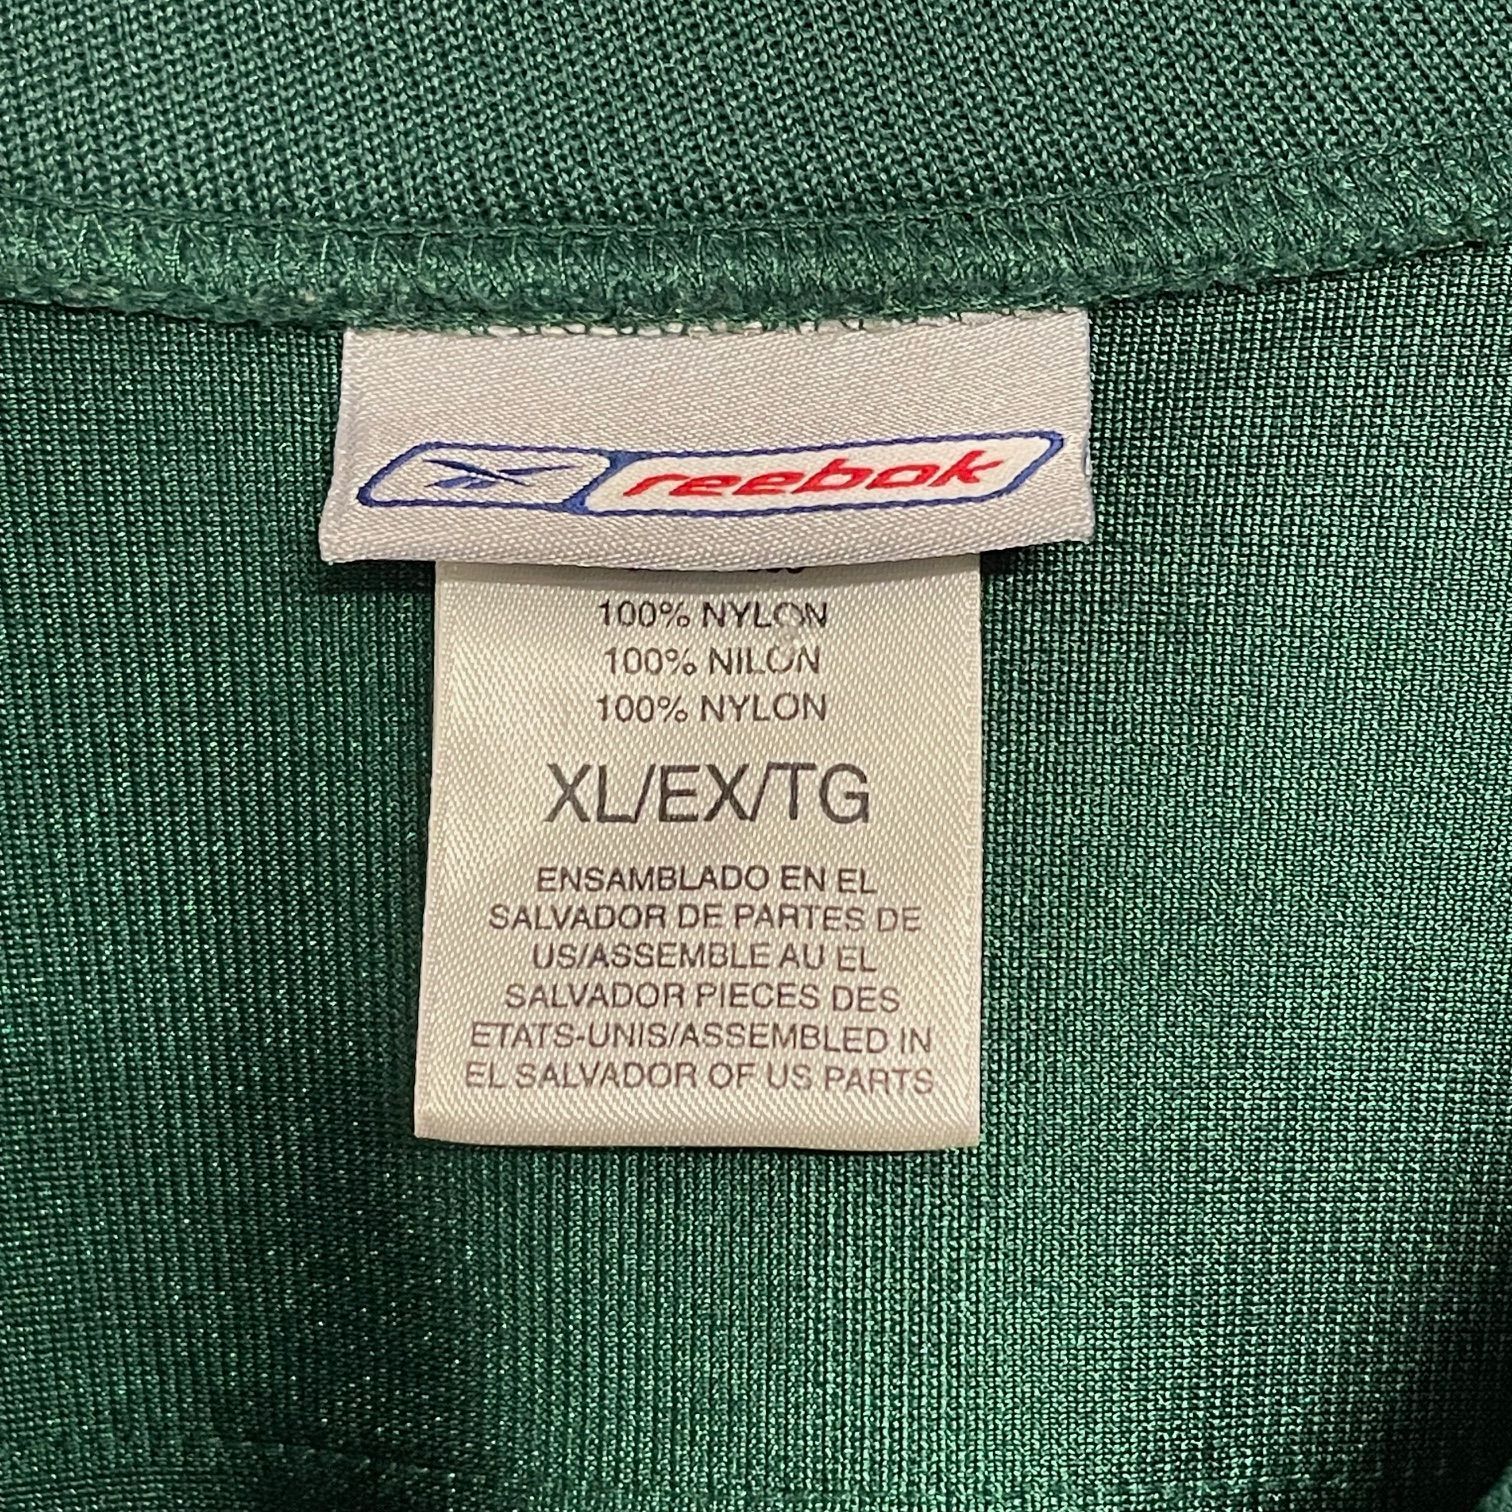 reebok
100% NYLON
100% NILON
100% NYLON
XL/EX/TG
ENSAMBLADO EN EL
SALVADOR DE PARTES DE
US/ASSEMBLE AU EL
SALVADOR PIECES DES
ETATS-UNIS/ASSEMBLED IN
EL SALVADOR OF US PARTS